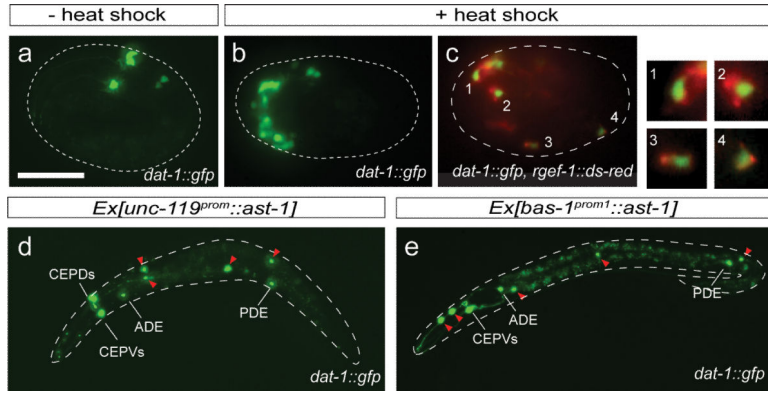 - heat shock
+ heat shock
a
b
c
1
2
3
4
dat-1::gfp
dat-1::gfp
dat-1::gfp, rgef-1::ds-red
1
2
3
4
Ex[unc-119prom::ast-1]
Ex[bas-1prom1::ast-1]
d
CEPDs
ADE
CEPVs
PDE
dat-1::gfp
e
ADE
CEPVs
PDE
dat-1::gfp